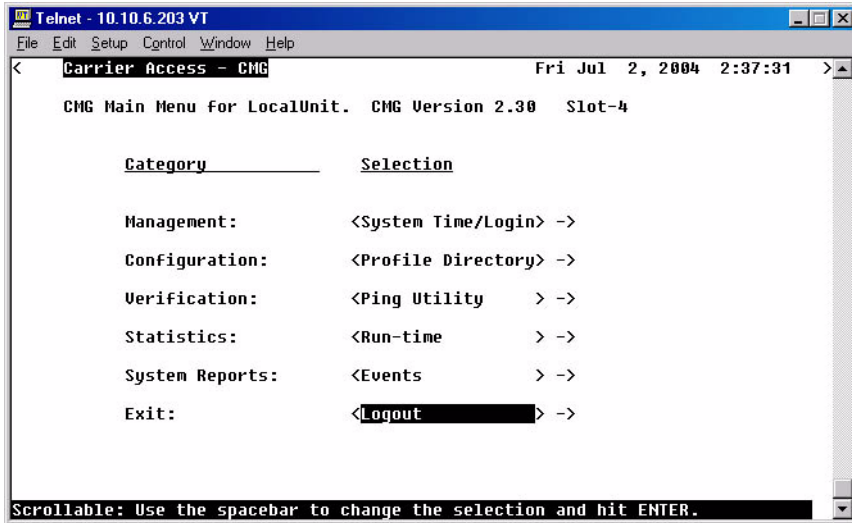 Telnet - 10.10.6.203 VT
File Edit Setup Control Window Help
< Carrier Access - CMG Fri Jul 2, 2004 2:37:31 >
CMG Main Menu for LocalUnit. CMG Version 2.30 Slot-4
Category Selection
Management: <System Time/Login> ->
Configuration: <Profile Directory> ->
Verification: <Ping Utility > ->
Statistics: <Run-time > ->
System Reports: <Events > ->
Exit: <Logout > ->
Scrollable: Use the spacebar to change the selection and hit ENTER.